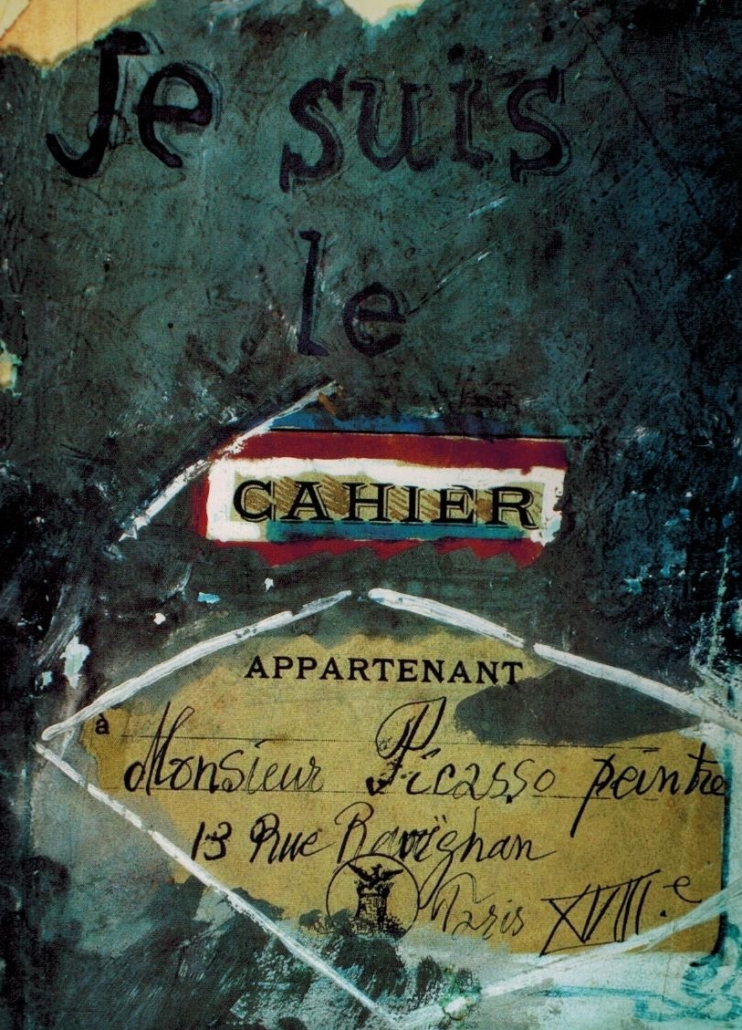 Je suis
le
CAHIER
APPARTENANT
à Monsieur Picasso peintre
13 Rue Ravignan
Paris XVIII.e